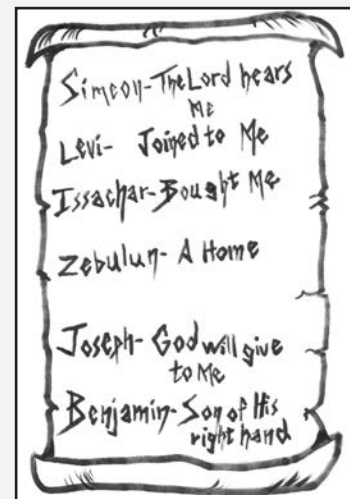 Simeon-The Lord hears
Me
Levi- Joined to Me
Issachar-Bought Me
Zebulun- A Home
Joseph- God will give
to Me
Benjamin-Son of His
right hand